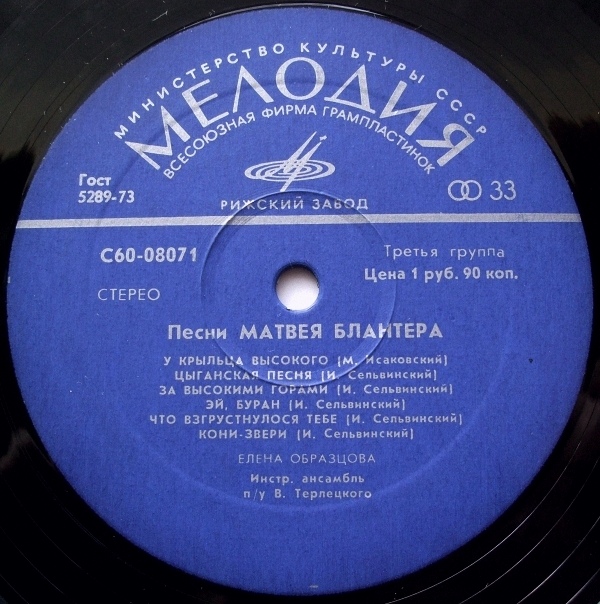 МИНИСТЕРСТВО КУЛЬТУРЫ СССР
МЕЛОДИЯ
ВСЕСОЮЗНАЯ ФИРМА ГРАМПЛАСТИНОК
Гост
5289-73
33
РИЖСКИЙ ЗАВОД
С60-08071
Третья группа
Цена 1 руб. 90 коп.
СТЕРЕО
Песни МАТВЕЯ БЛАНТЕРА
У КРЫЛЬЦА ВЫСОКОГО (М. Исаковский)
ЦЫГАНСКАЯ ПЕСНЯ (И. Сельвинский)
ЗА ВЫСОКИМИ ГОРАМИ (И. Сельвинский)
ЭЙ, БУРАН (И. Сельвинский)
ЧТО ВЗГРУСТНУЛОСЯ ТЕБЕ (И. Сельвинский)
КОНИ-ЗВЕРИ (И. Сельвинский)
ЕЛЕНА ОБРАЗЦОВА
Инстр. ансамбль
п/у В. Терлецкого